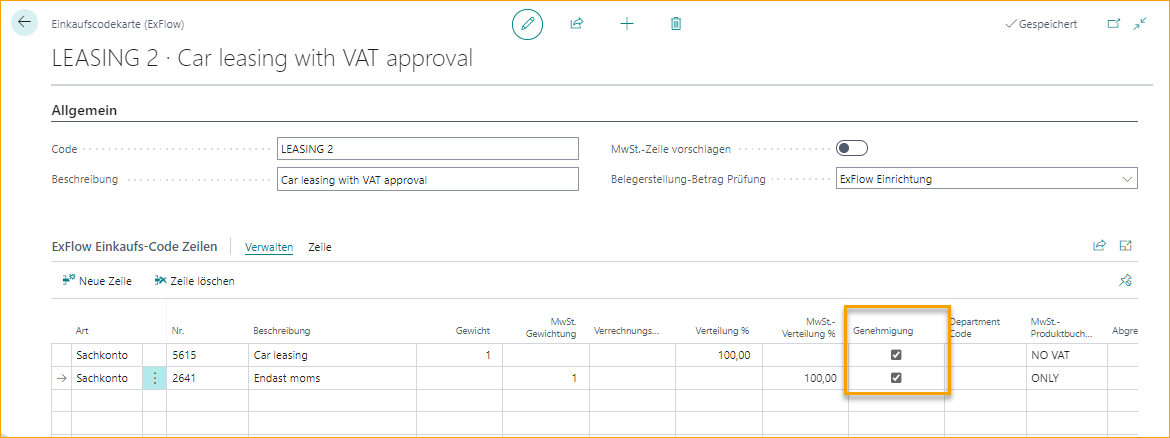 Einkaufscodekarte (ExFlow)
Gespeichert
LEASING 2 · Car leasing with VAT approval
Allgemein
Code LEASING 2 MwSt.-Zeile vorschlagen
Beschreibung Car leasing with VAT approval Belegerstellung-Betrag Prüfung ExFlow Einrichtung
ExFlow Einkaufs-Code Zeilen Verwalten Zeile
Neue Zeile Zeile löschen
Art Nr. Beschreibung Gewicht MwSt. Gewichtung Verrechnungs... Verteilung % MwSt.-Verteilung % Genehmigung Department Code MwSt.-Produktbuch... Abgre
Sachkonto 5615 Car leasing 1 100,00 NO VAT
Sachkonto 2641 Endast moms 1 100,00 ONLY